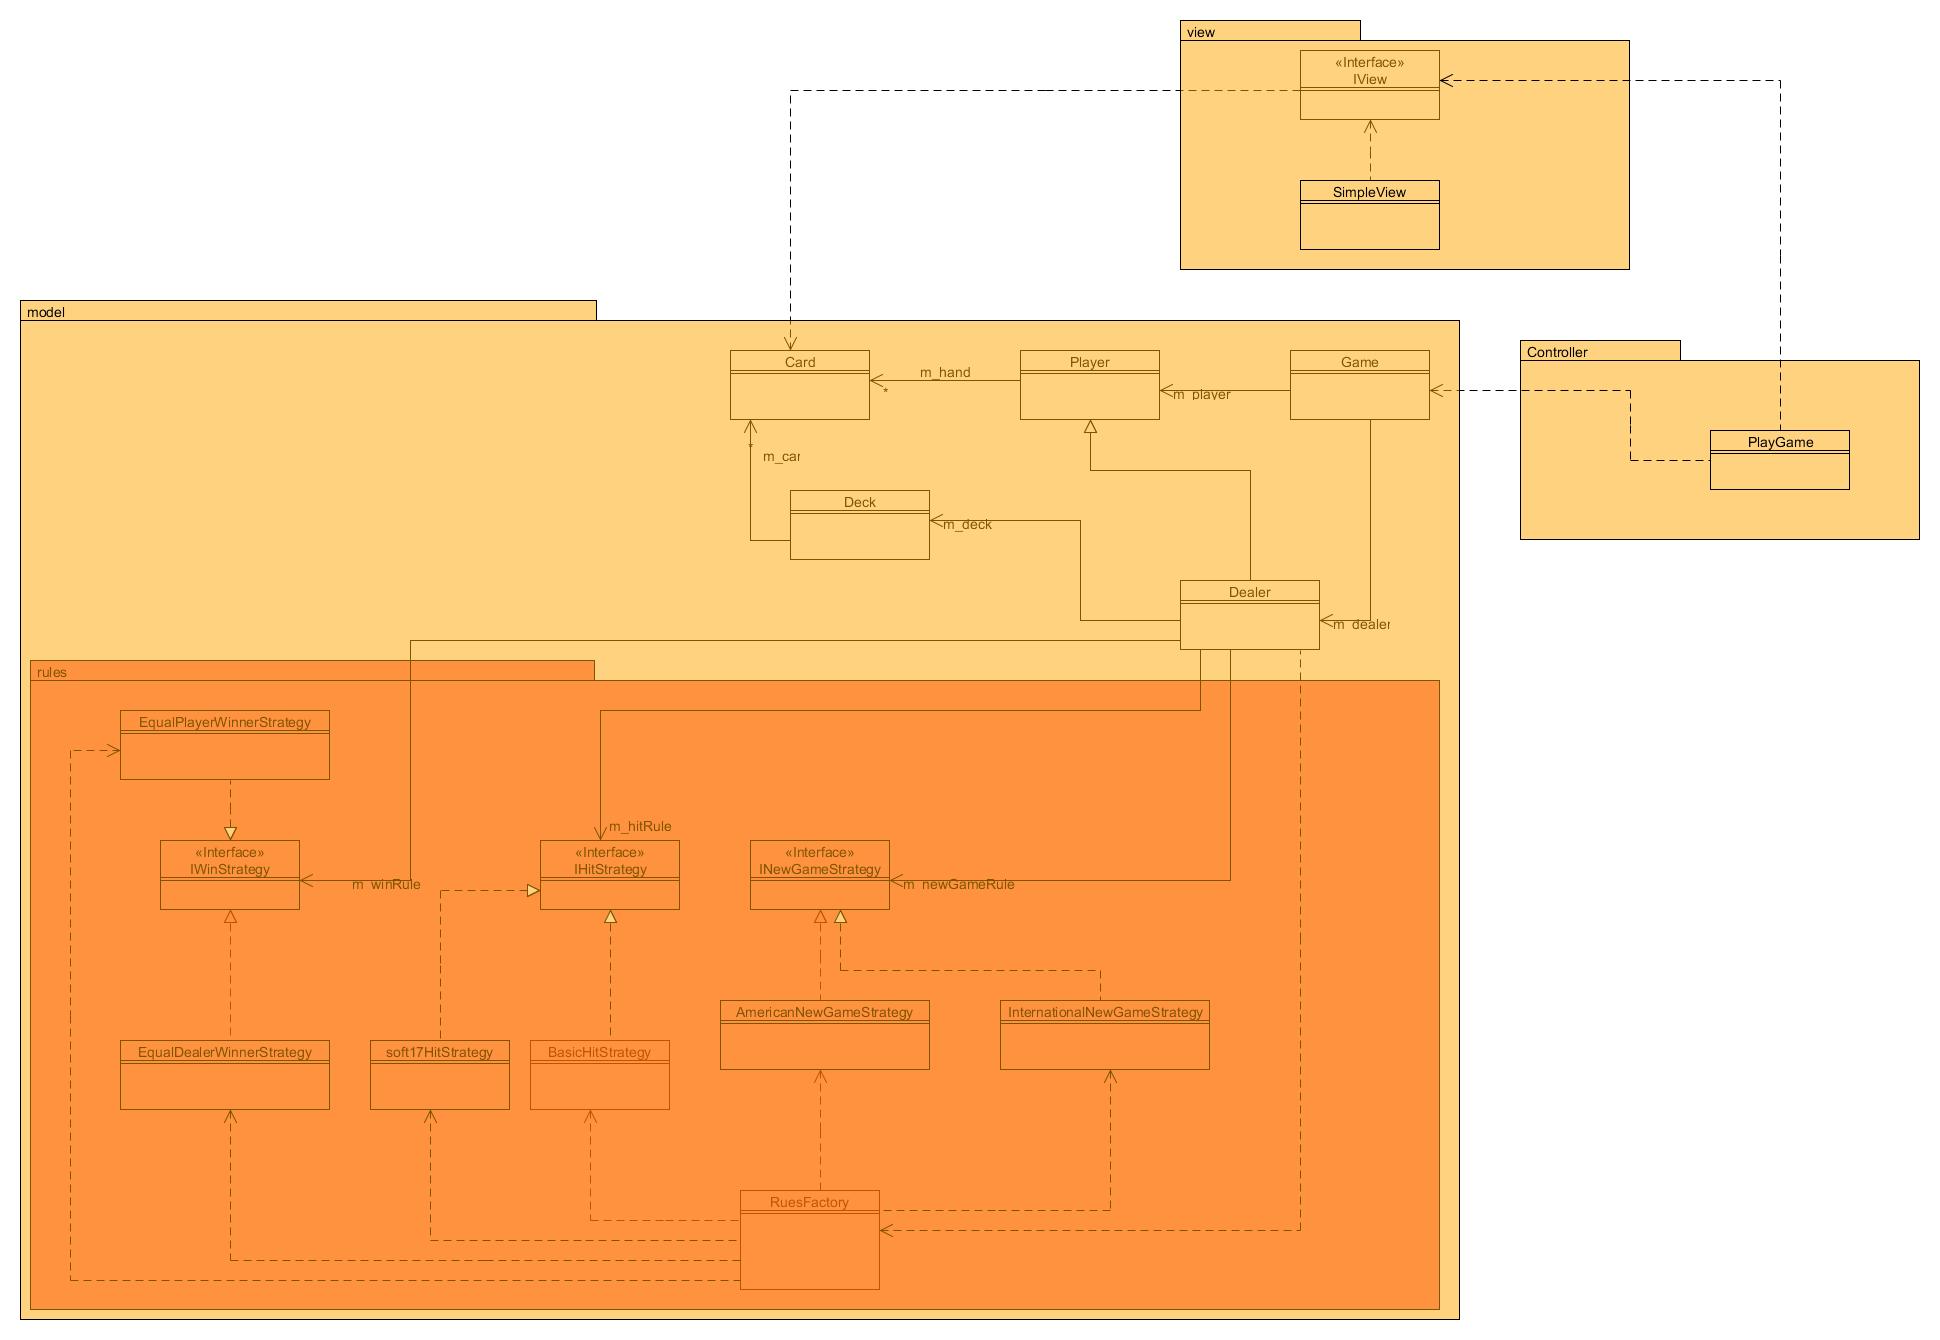 view
«Interface»
IView
SimpleView
model
Controller
Card
m_hand
*
Player
m_player
Game
PlayGame
*
m_car
Deck
m_deck
Dealer
m_dealer
rules
EqualPlayerWinnerStrategy
m_hitRule
«Interface»
IWinStrategy
m_winRule
«Interface»
IHitStrategy
«Interface»
INewGameStrategy
m_newGameRule
AmericanNewGameStrategy
InternationalNewGameStrategy
EqualDealerWinnerStrategy
soft17HitStrategy
BasicHitStrategy
RuesFactory